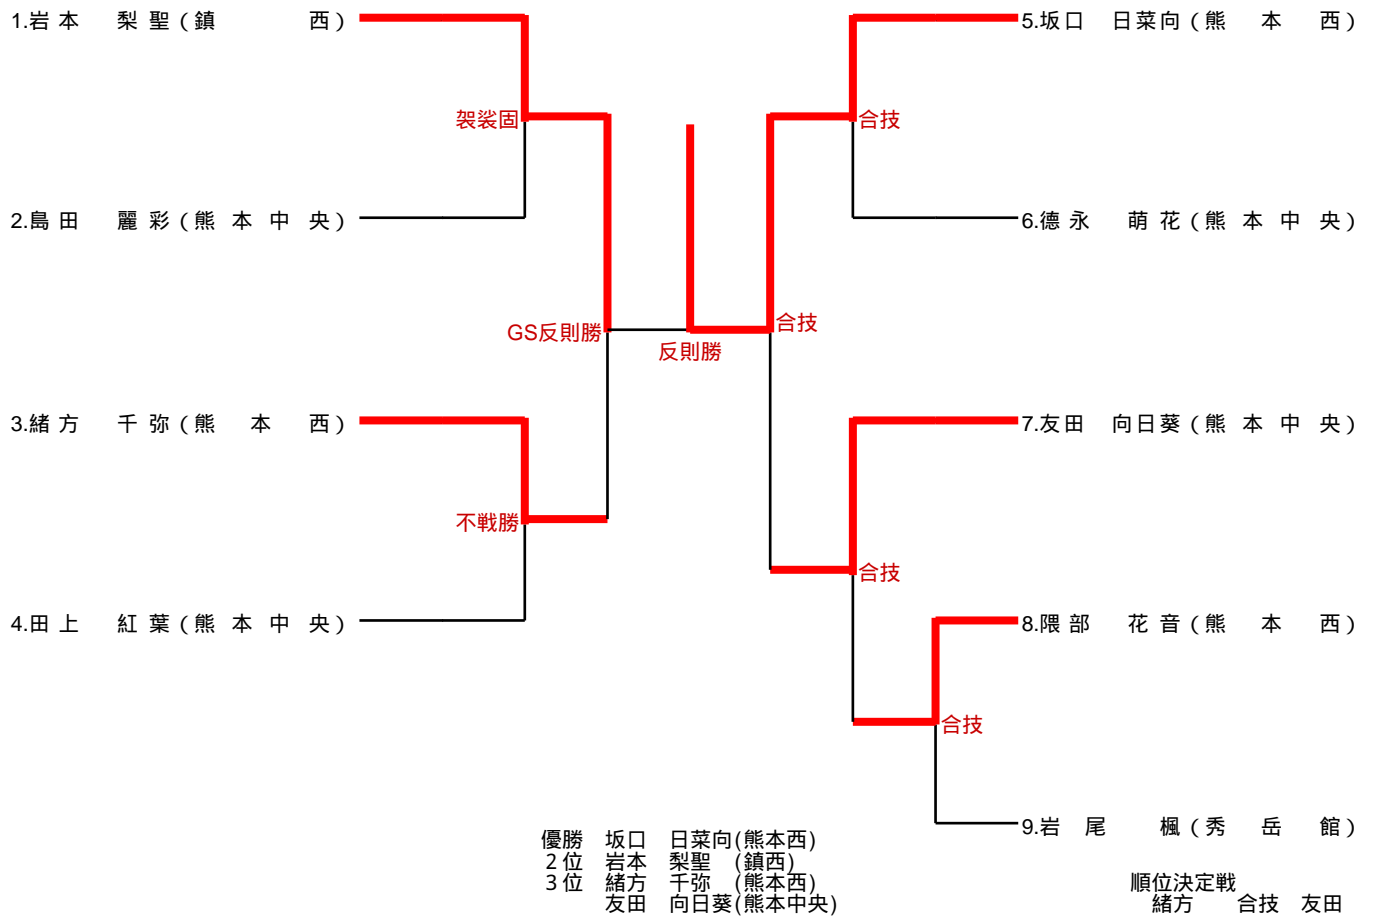 1.岩本　梨聖(鎮　西)
5.坂口　日菜向(熊　本　西)
袈裟固
合技
2.島田　麗彩(熊本中央)
6.德永　萌花(熊本中央)
GS反則勝
合技
反則勝
3.緒方　千弥(熊　本　西)
7.友田　向日葵(熊本中央)
不戦勝
合技
4.田上　紅葉(熊本中央)
8.隈部　花音(熊　本　西)
合技
9.岩尾　楓(秀　岳　館)
優勝　坂口　日菜向(熊本西)
2位　岩本　梨聖　(鎮西)
3位　緒方　千弥　(熊本西)
友田　向日葵(熊本中央)
順位決定戦
緒方　合技　友田